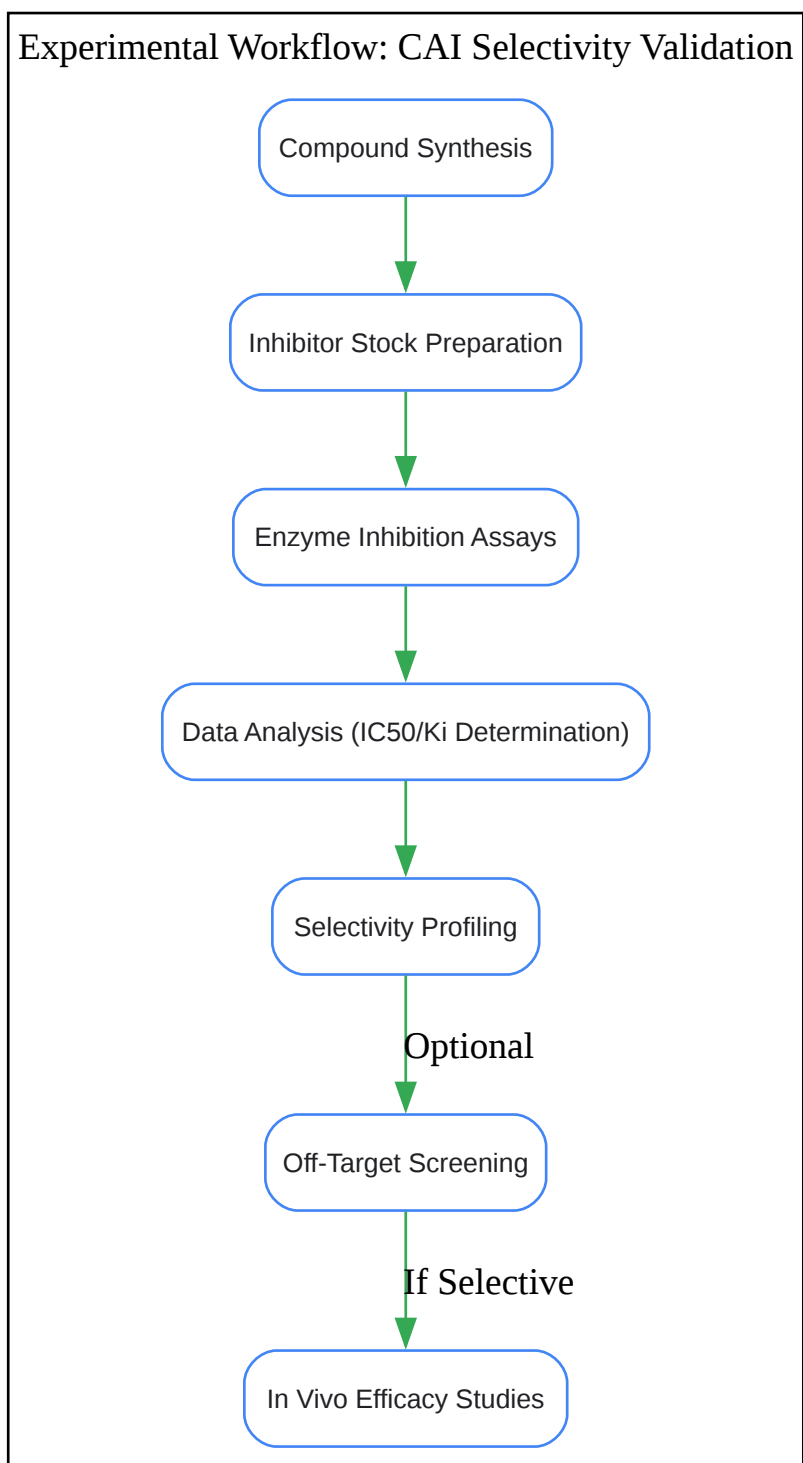 Experimental Workflow: CAI Selectivity Validation
Compound Synthesis
Inhibitor Stock Preparation
Enzyme Inhibition Assays
Data Analysis (IC50/Ki Determination)
Selectivity Profiling
Optional
Off-Target Screening
If Selective
In Vivo Efficacy Studies